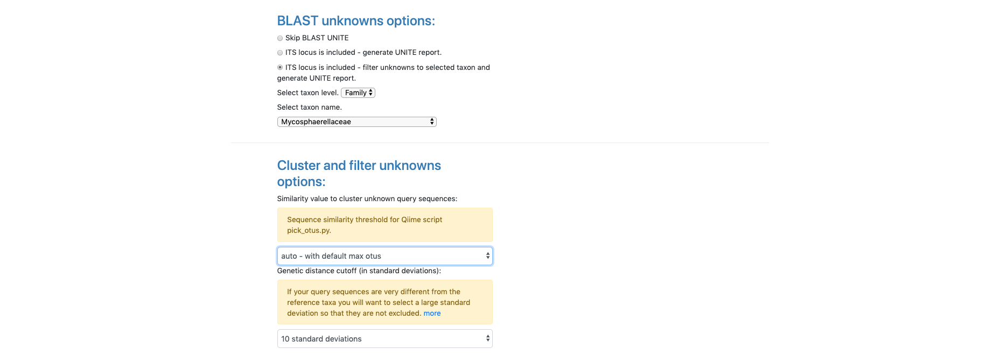 BLAST unknowns options:
Skip BLAST UNITE
ITS locus is included - generate UNITE report.
ITS locus is included - filter unknowns to selected taxon and
generate UNITE report.
Select taxon level. Family
Select taxon name.
Mycosphaerellaceae
Cluster and filter unknowns
options:
Similarity value to cluster unknown query sequences:
Sequence similarity threshold for Qiime script
pick_otus.py.
auto - with default max otus
Genetic distance cutoff (in standard deviations):
If your query sequences are very different from the
reference taxa you will want to select a large standard
deviation so that they are not excluded. more
10 standard deviations